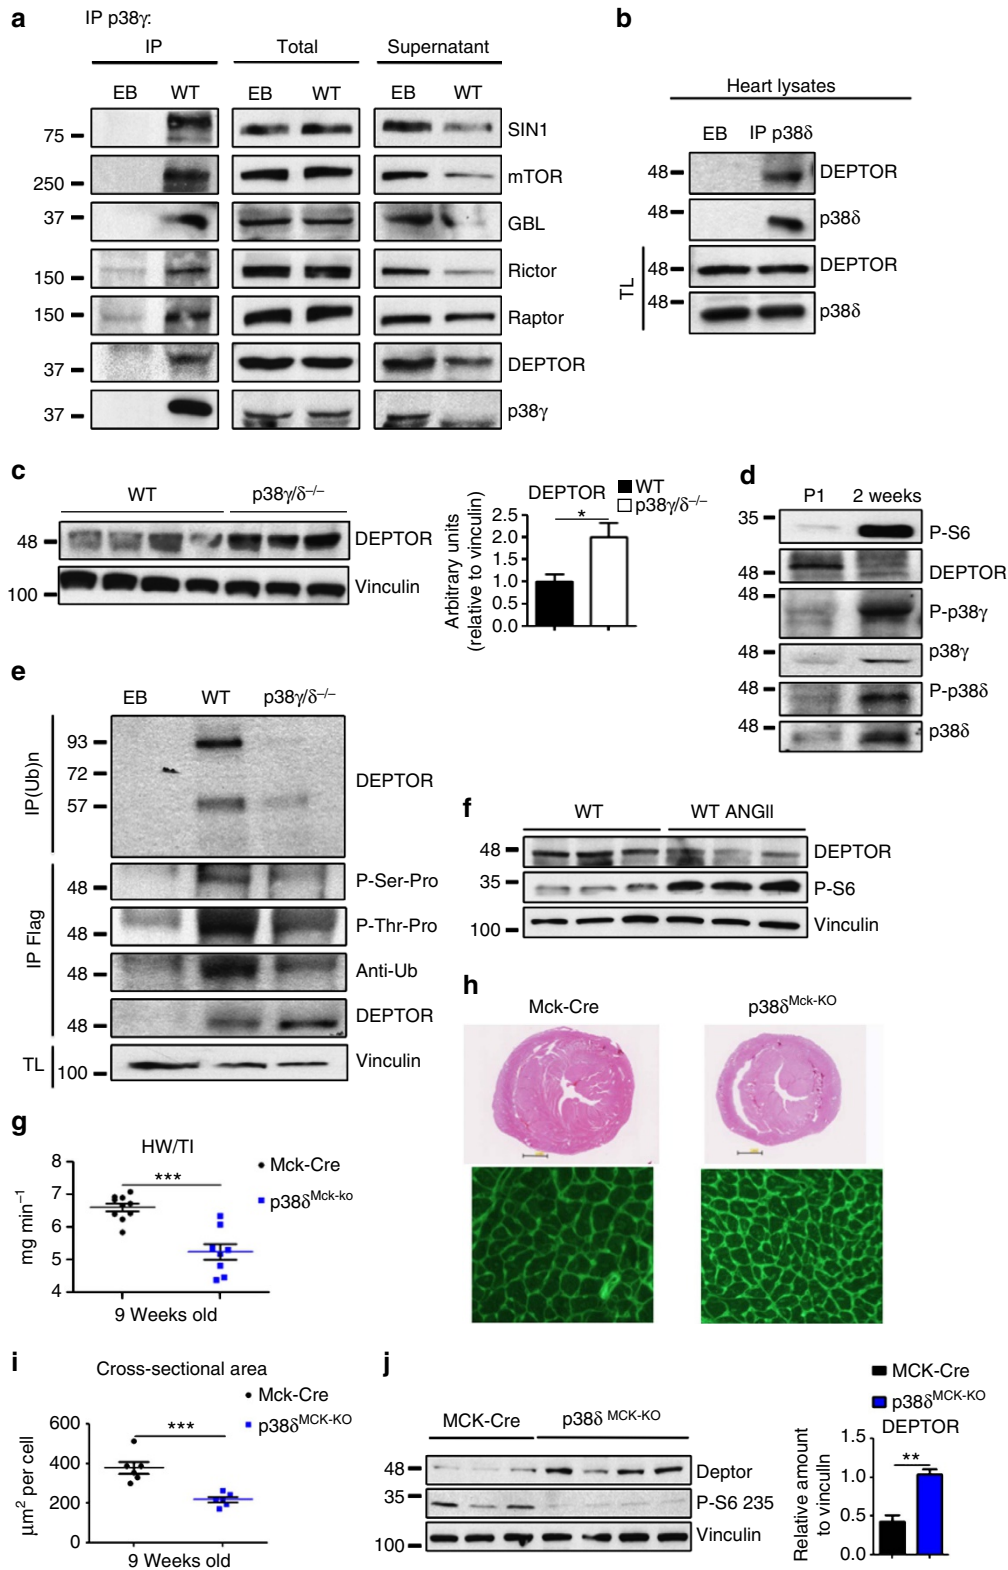 a
IP p38γ:
IP Total Supernatant
EB WT EB WT EB WT
75 SIN1
250 mTOR
37 GBL
150 Rictor
150 Raptor
37 DEPTOR
37 p38γ
b
Heart lysates
EB IP p38δ
48 DEPTOR
48 p38δ
TL
48 DEPTOR
48 p38δ
c
WT p38γ/δ–/–
48 DEPTOR
100 Vinculin
DEPTOR
WT
p38γ/δ–/–
*
Arbitrary units
(relative to vinculin)
2.5
2.0
1.5
1.0
0.5
0.0
d
P1 2 weeks
35 P-S6
48 DEPTOR
48 P-p38γ
48 p38γ
48 P-p38δ
48 p38δ
e
EB WT p38γ/δ–/–
IP(Ub)n
93
72
57
DEPTOR
IP Flag
48 P-Ser-Pro
48 P-Thr-Pro
48 Anti-Ub
48 DEPTOR
TL 100 Vinculin
f
WT WT ANGII
48 DEPTOR
35 P-S6
100 Vinculin
g
HW/TI
Mck-Cre
p38δMck-ko
***
mg min–1
8
7
6
5
4
9 Weeks old
h
Mck-Cre p38δMck-KO
i
Cross-sectional area
Mck-Cre
p38δMCK-KO
***
μm2 per cell
600
400
200
0
9 Weeks old
j
MCK-Cre p38δ MCK-KO
48 Deptor
35 P-S6 235
100 Vinculin
MCK-Cre
p38δMCK-KO
DEPTOR
**
Relative amount
to vinculin
1.5
1.0
0.5
0.0